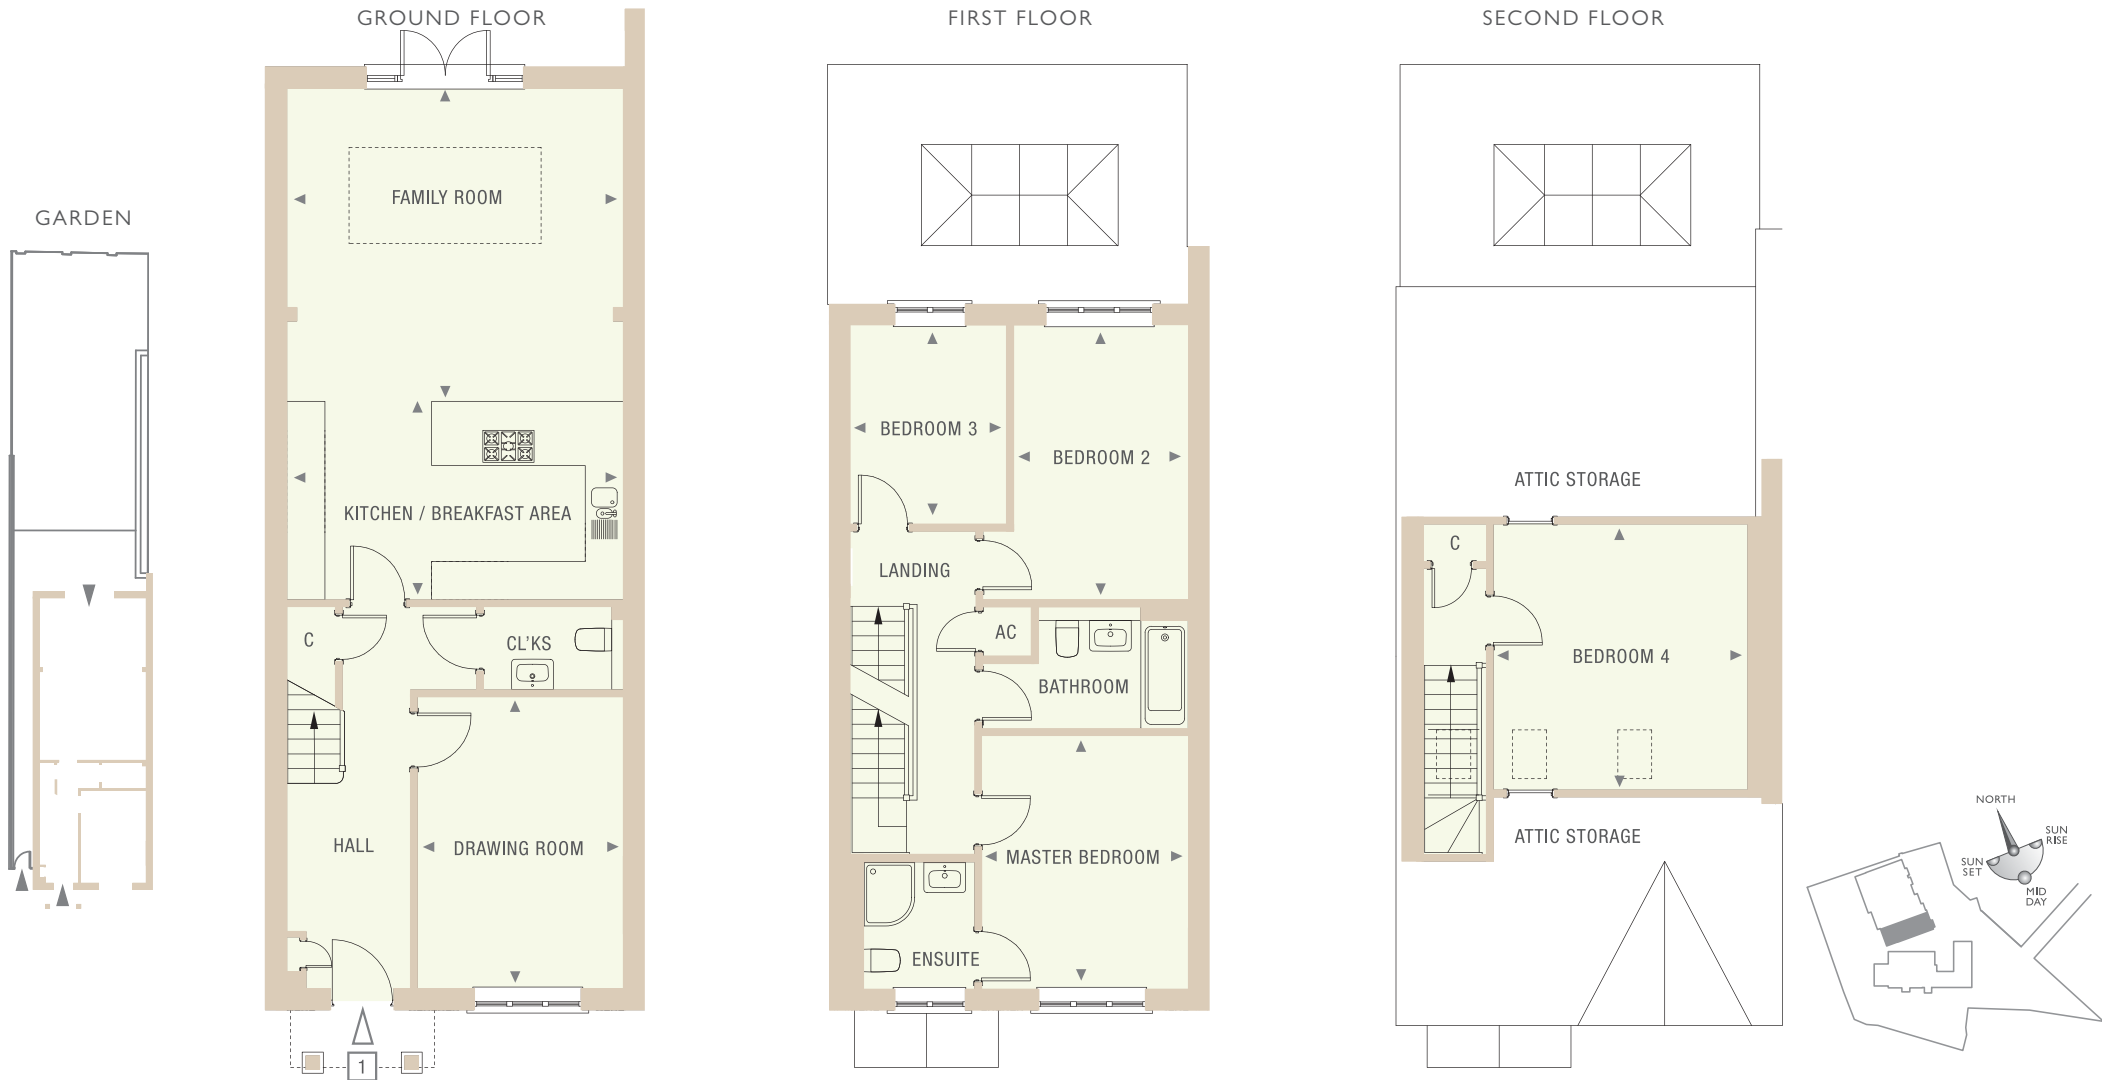 GROUND FLOOR
FIRST FLOOR
SECOND FLOOR
GARDEN
FAMILY ROOM
KITCHEN / BREAKFAST AREA
C
CL'KS
HALL
DRAWING ROOM
1
BEDROOM 3
BEDROOM 2
LANDING
AC
BATHROOM
MASTER BEDROOM
ENSUITE
ATTIC STORAGE
C
BEDROOM 4
ATTIC STORAGE
NORTH
SUN
RISE
SUN
SET
MID
DAY